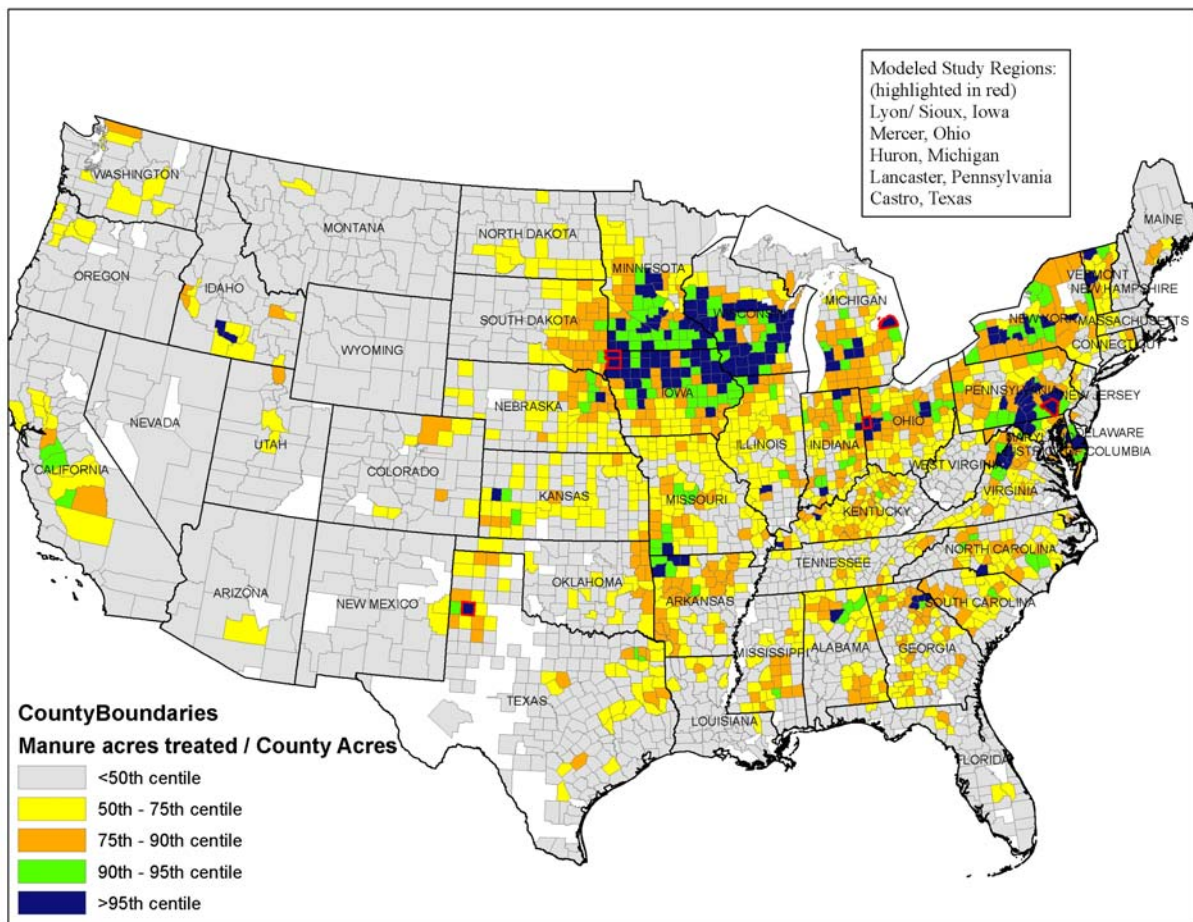 Modeled Study Regions:
(highlighted in red)
Lyon/ Sioux, Iowa
Mercer, Ohio
Huron, Michigan
Lancaster, Pennsylvania
Castro, Texas
WASHINGTON
MONTANA
NORTH DAKOTA
MINNESOTA
MAINE
OREGON
IDAHO
SOUTH DAKOTA
MICHIGAN
VERMONT
NEW HAMPSHIRE
WYOMING
NEW YORK
MASSACHUSETTS
CONNECTICUT
NEBRASKA
IOWA
PENNSYLVANIA
NEW JERSEY
NEVADA
UTAH
COLORADO
ILLINOIS
INDIANA
OHIO
DELAWARE
COLUMBIA
CALIFORNIA
KANSAS
MISSOURI
WEST VIRGINIA
VIRGINIA
KENTUCKY
ARIZONA
NEW MEXICO
OKLAHOMA
TENNESSEE
NORTH CAROLINA
ARKANSAS
SOUTH CAROLINA
TEXAS
MISSISSIPPI
ALABAMA
GEORGIA
LOUISIANA
FLORIDA
CountyBoundaries
Manure acres treated / County Acres
<50th centile
50th - 75th centile
75th - 90th centile
90th - 95th centile
>95th centile